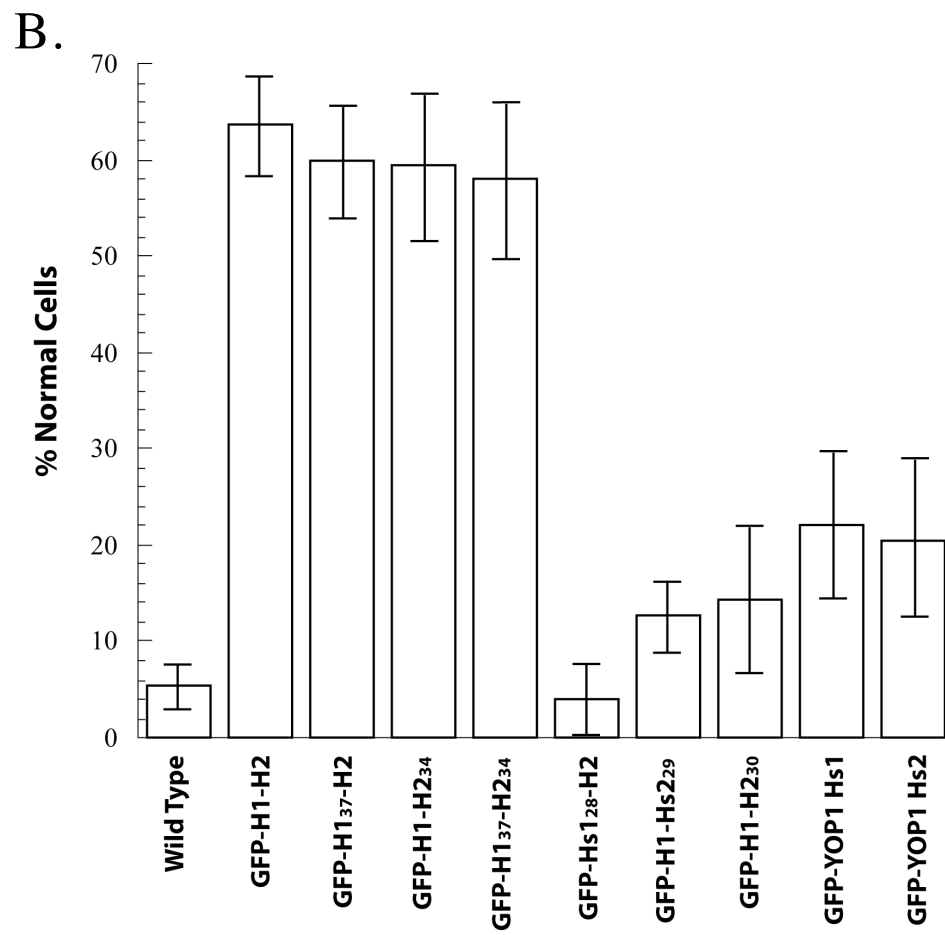 B.
70
60
50
40
30
20
10
0
% Normal Cells
Wild Type
GFP-H1-H2
GFP-H1₃₇-H2
GFP-H1-H2₃₄
GFP-H1₃₇-H2₃₄
GFP-Hs1₂₈-H2
GFP-H1-Hs2₂₉
GFP-H1-H2₃₀
GFP-YOP1 Hs1
GFP-YOP1 Hs2